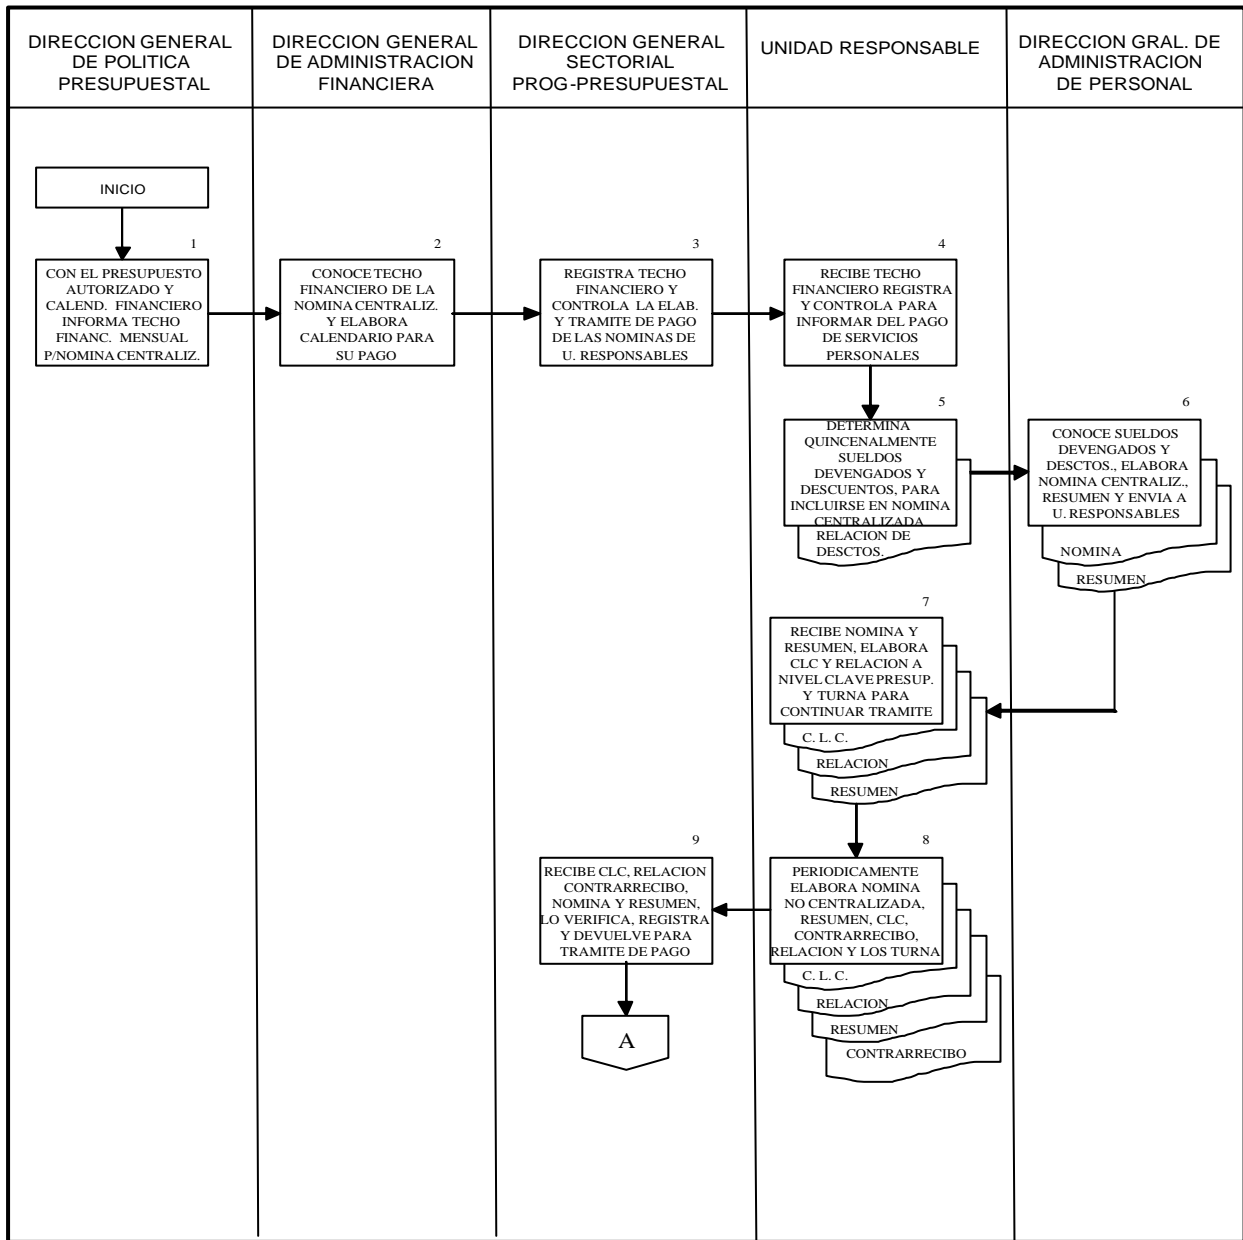 DIRECCION GENERAL
DE POLITICA
PRESUPUESTAL
DIRECCION GENERAL
DE ADMINISTRACION
FINANCIERA
DIRECCION GENERAL
SECTORIAL
PROG-PRESUPUESTAL
UNIDAD RESPONSABLE
DIRECCION GRAL. DE
ADMINISTRACION
DE PERSONAL
INICIO
1
CON EL PRESUPUESTO
AUTORIZADO Y
CALEND. FINANCIERO
INFORMA TECHO
FINANC. MENSUAL
P/NOMINA CENTRALIZ.
2
CONOCE TECHO
FINANCIERO DE LA
NOMINA CENTRALIZ.
Y ELABORA
CALENDARIO PARA
SU PAGO
3
REGISTRA TECHO
FINANCIERO Y
CONTROLA LA ELAB.
Y TRAMITE DE PAGO
DE LAS NOMINAS DE
U. RESPONSABLES
4
RECIBE TECHO
FINANCIERO REGISTRA
Y CONTROLA PARA
INFORMAR DEL PAGO
DE SERVICIOS
PERSONALES
5
DETERMINA
QUINCENALMENTE
SUELDOS
DEVENGADOS Y
DESCUENTOS, PARA
INCLUIRSE EN NOMINA
CENTRALIZADA
RELACION DE
DESCTOS.
6
CONOCE SUELDOS
DEVENGADOS Y
DESCTOS., ELABORA
NOMINA CENTRALIZ.,
RESUMEN Y ENVIA A
U. RESPONSABLES
NOMINA
RESUMEN
7
RECIBE NOMINA Y
RESUMEN, ELABORA
CLC Y RELACION A
NIVEL CLAVE PRESUP.
Y TURNA PARA
CONTINUAR TRAMITE
C. L. C.
RELACION
RESUMEN
8
PERIODICAMENTE
ELABORA NOMINA
NO CENTRALIZADA,
RESUMEN, CLC,
CONTRARRECIBO,
RELACION Y LOS TURNA
C. L. C.
RELACION
RESUMEN
CONTRARRECIBO
9
RECIBE CLC, RELACION
CONTRARRECIBO,
NOMINA Y RESUMEN,
LO VERIFICA, REGISTRA
Y DEVUELVE PARA
TRAMITE DE PAGO
A